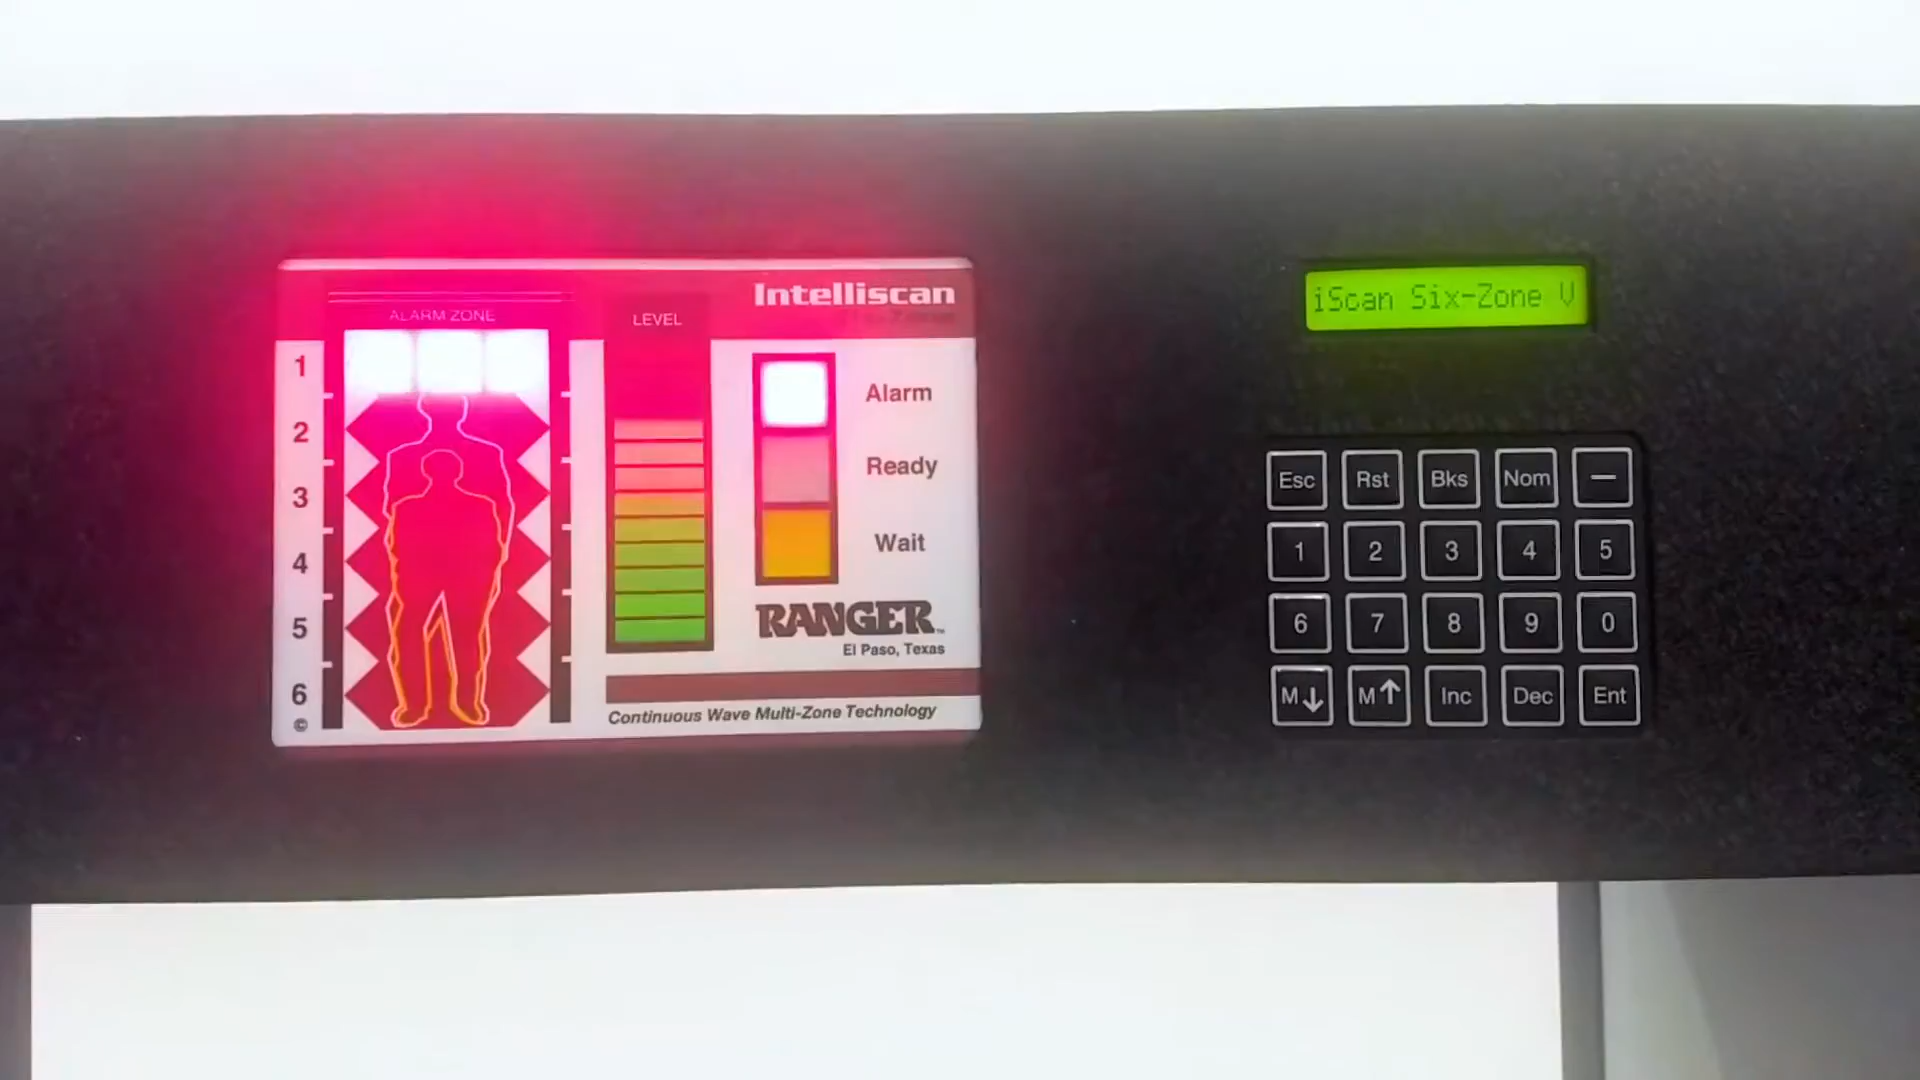 Intelliscan
ALARM ZONE
LEVEL
1
2
3
4
5
6
©
Alarm
Ready
Wait
RANGER™
El Paso, Texas
Continuous Wave Multi-Zone Technology
iScan Six-Zone V
Esc Rst Bks Nom —
1 2 3 4 5
6 7 8 9 0
M↓ M↑ Inc Dec Ent